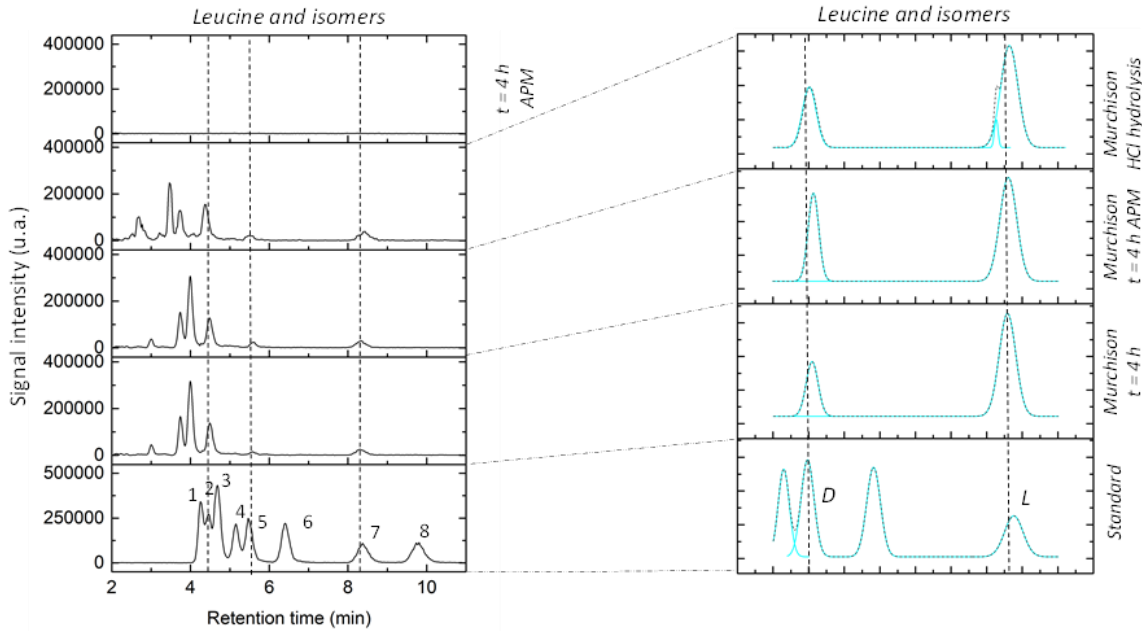 Leucine and isomers
Signal intensity (u.a.)
400000
200000
0
400000
200000
0
400000
200000
0
400000
200000
0
500000
250000
0
1
2
3
4
5
6
7
8
2
4
6
8
10
Retention time (min)
t = 4 h
APM
Leucine and isomers
Murchison
HCl hydrolysis
Murchison
t = 4 h APM
Murchison
t = 4 h
D
L
Standard